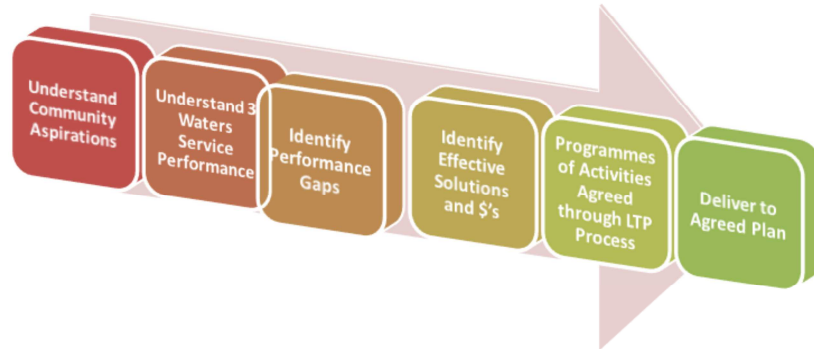 Understand
Community
Aspirations
Understand 3
Waters
Service
Performance
Identify
Performance
Gaps
Identify
Effective
Solutions
and $'s
Programmes
of Activities
Agreed
through LTP
Process
Deliver to
Agreed Plan